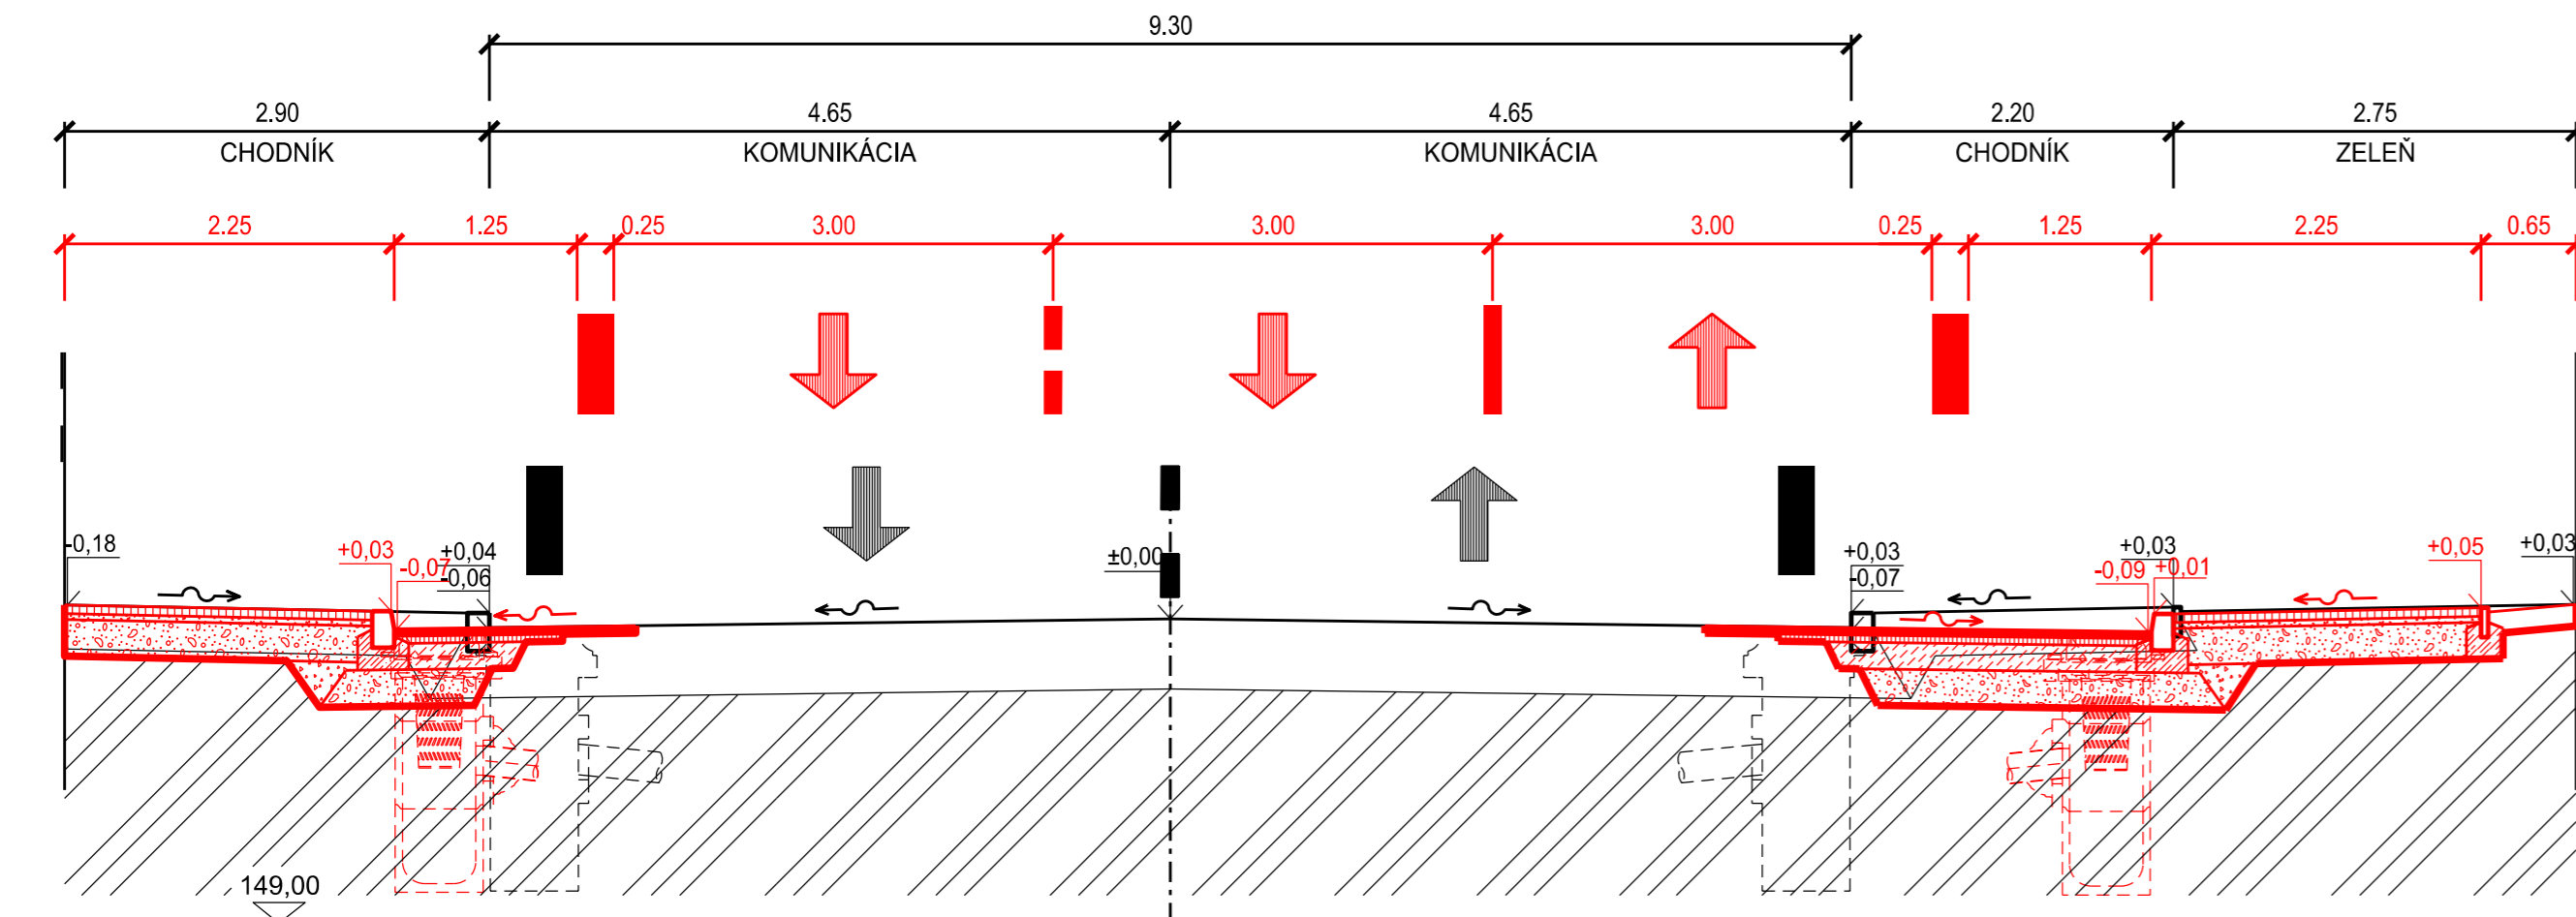 9.30
2.90 4.65 4.65 2.20 2.75
CHODNÍK KOMUNIKÁCIA KOMUNIKÁCIA CHODNÍK ZELEŇ
2.25 1.25 0.25 3.00 3.00 3.00 0.25 1.25 2.25 0.65
-0,18 +0,03 -0,07 +0,04 ±0,00 +0,03 +0,03 +0,05 +0,03
-0,06 -0,07 -0,09 +0,01
149,00